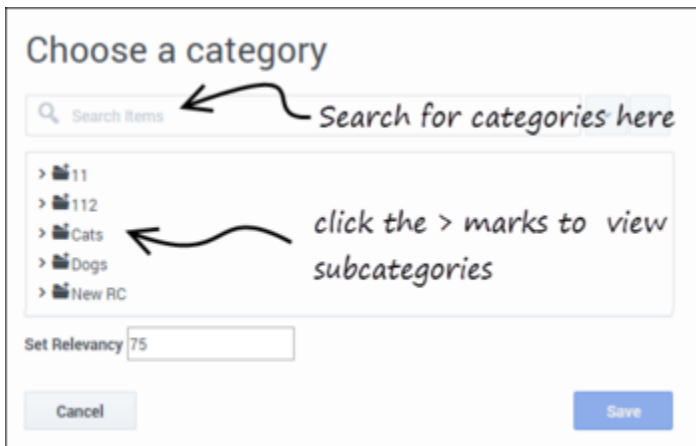 Choose a category
Search Items
Search for categories here
> 11
> 112
> Cats
> Dogs
> New RC
click the > marks to view
subcategories
Set Relevancy 75
Cancel
Save